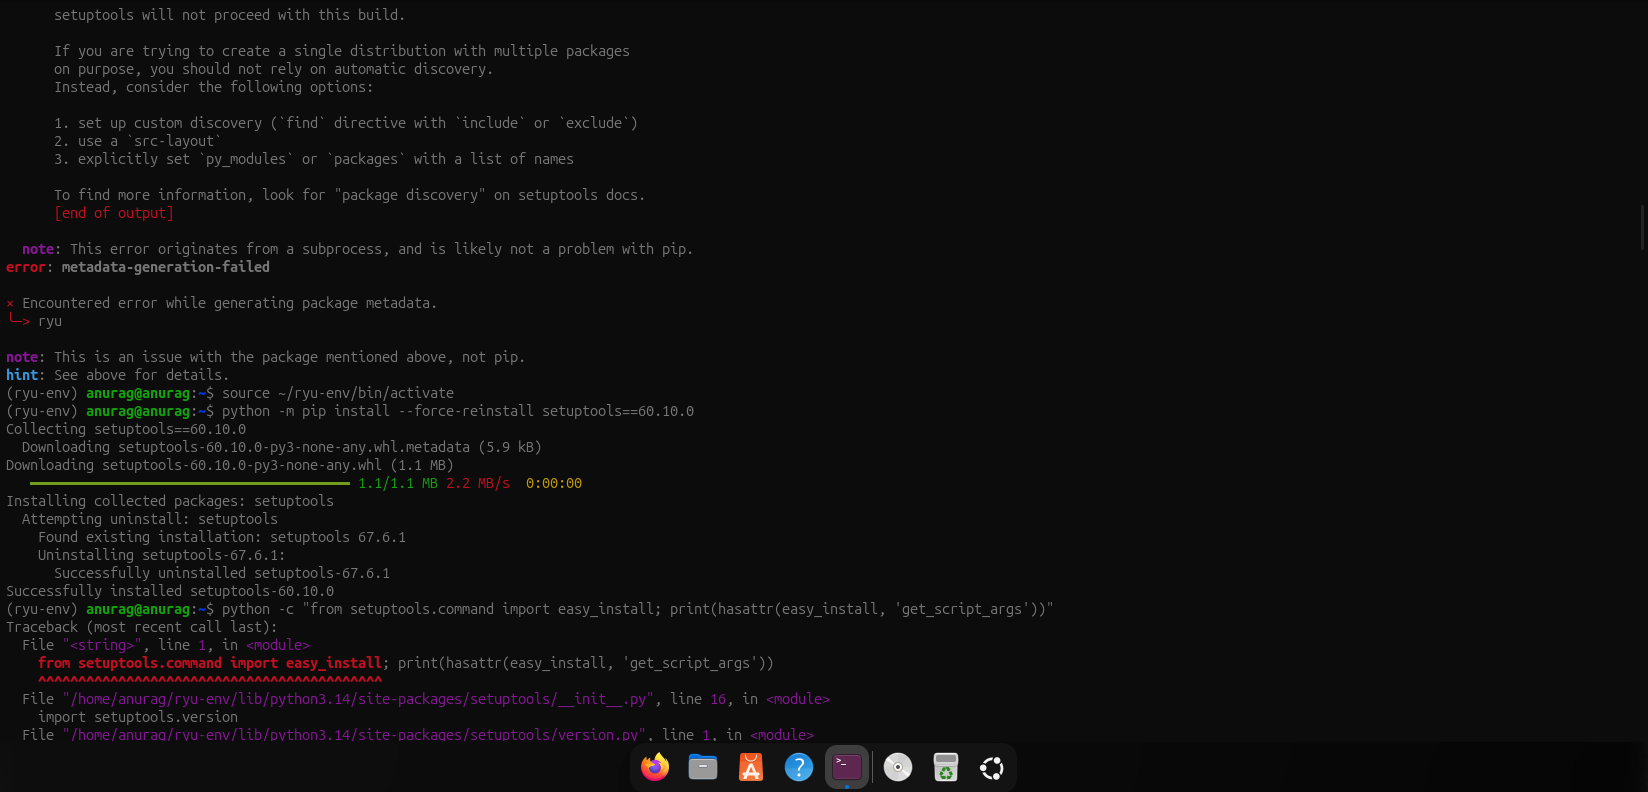 setuptools will not proceed with this build.
If you are trying to create a single distribution with multiple packages
on purpose, you should not rely on automatic discovery.
Instead, consider the following options:
1. set up custom discovery (`find` directive with `include` or `exclude`)
2. use a `src-layout`
3. explicitly set `py_modules` or `packages` with a list of names
To find more information, look for "package discovery" on setuptools docs.
[end of output]
note: This error originates from a subprocess, and is likely not a problem with pip.
error: metadata-generation-failed
× Encountered error while generating package metadata.
╰─> ryu
note: This is an issue with the package mentioned above, not pip.
hint: See above for details.
(ryu-env) anurag@anurag:~$ source ~/ryu-env/bin/activate
(ryu-env) anurag@anurag:~$ python -m pip install --force-reinstall setuptools==60.10.0
Collecting setuptools==60.10.0
Downloading setuptools-60.10.0-py3-none-any.whl.metadata (5.9 kB)
Downloading setuptools-60.10.0-py3-none-any.whl (1.1 MB)
1.1/1.1 MB 2.2 MB/s 0:00:00
Installing collected packages: setuptools
Attempting uninstall: setuptools
Found existing installation: setuptools 67.6.1
Uninstalling setuptools-67.6.1:
Successfully uninstalled setuptools-67.6.1
Successfully installed setuptools-60.10.0
(ryu-env) anurag@anurag:~$ python -c "from setuptools.command import easy_install; print(hasattr(easy_install, 'get_script_args'))"
Traceback (most recent call last):
File "<string>", line 1, in <module>
from setuptools.command import easy_install; print(hasattr(easy_install, 'get_script_args'))
^^^^^^^^^^^^^^^^^^^^^^^^^^^^^^^^^^^^^^^^^^^
File "/home/anurag/ryu-env/lib/python3.14/site-packages/setuptools/__init__.py", line 16, in <module>
import setuptools.version
File "/home/anurag/ryu-env/lib/python3.14/site-packages/setuptools/version.py", line 1, in <module>